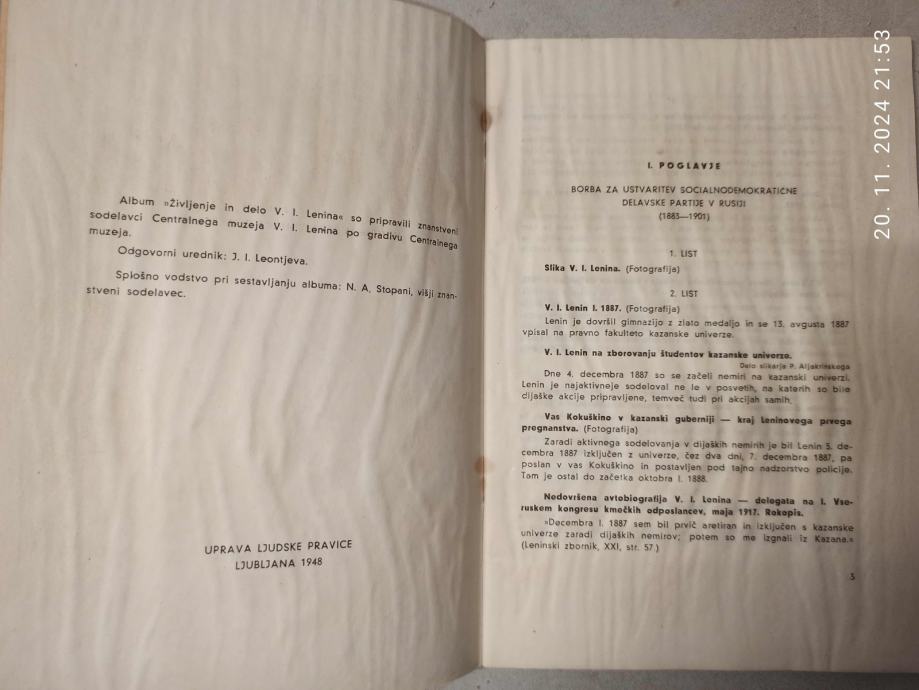 Album »Življenje in delo V. I. Lenina« so pripravili znanstveni
sodelavci Centralnega muzeja V. I. Lenina po gradivu Centralnega
muzeja.
Odgovorni urednik: J. I. Leontjeva.
Splošno vodstvo pri sestavljanju albuma: N. A. Stopani, višji znan-
stveni sodelavec.
UPRAVA LJUDSKE PRAVICE
LJUBLJANA 1948
I. POGLAVJE
BORBA ZA USTVARITEV SOCIALNODEMOKRATIČNE
DELAVSKE PARTIJE V RUSIJI
(1883—1901)
1. LIST
Slika V. I. Lenina. (Fotografija)
2. LIST
V. I. Lenin l. 1887. (Fotografija)
Lenin je dovršil gimnazijo z zlato medaljo in se 13. avgusta 1887
vpisal na pravno fakulteto kazanske univerze.
V. I. Lenin na zborovanju študentov kazanske univerze.
Delo slikarja P. Aljakrinskega
Dne 4. decembra 1887 so se začeli nemiri na kazanski univerzi.
Lenin je najaktivneje sodeloval ne le v posvetih, na katerih so bile
dijaške akcije pripravljene, temveč tudi pri akcijah samih.
Vas Kokuškino v kazanski guberniji — kraj Leninovega prvega
pregnanstva. (Fotografija)
Zaradi aktivnega sodelovanja v dijaških nemirih je bil Lenin 5. de-
cembra 1887 izključen z univerze, čez dva dni, 7. decembra 1887, pa
poslan v vas Kokuškino in postavljen pod tajno nadzorstvo policije.
Tam je ostal do začetka oktobra l. 1888.
Nedovršena avtobiografija V. I. Lenina — delegata na I. Vse-
ruskem kongresu kmečkih odposlancev, maja 1917. Rokopis.
»Decembra l. 1887 sem bil prvič aretiran in izključen s kazanske
univerze zaradi dijaških nemirov; potem so me izgnali iz Kazana.«
(Leninski zbornik, XXI, str. 57.)
3
20. 11. 2024 21:53